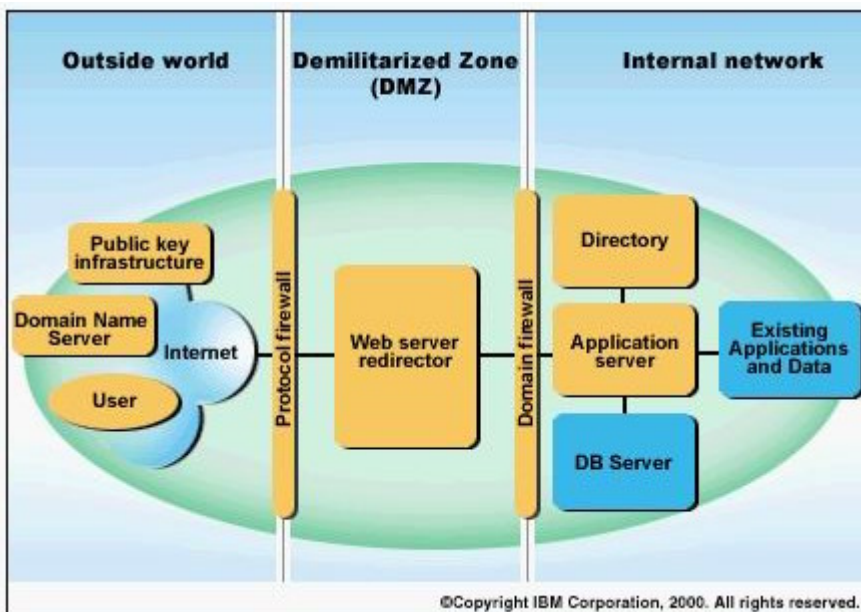 Outside world
Demilitarized Zone
(DMZ)
Internal network
Public key
infrastructure
Domain Name
Server
Internet
User
Protocol firewall
Web server
redirector
Domain firewall
Directory
Application
server
Existing
Applications
and Data
DB Server
©Copyright IBM Corporation, 2000. All rights reserved.